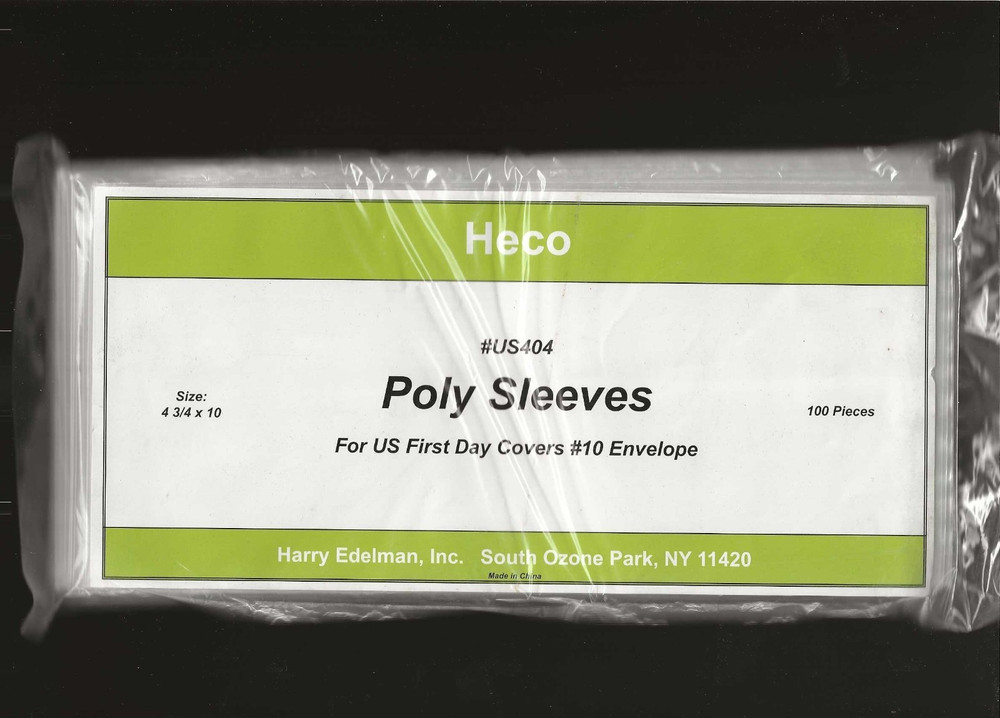 Heco
#US404
Poly Sleeves
Size:
4 3/4 x 10
100 Pieces
For US First Day Covers #10 Envelope
Harry Edelman, Inc. South Ozone Park, NY 11420
Made in China